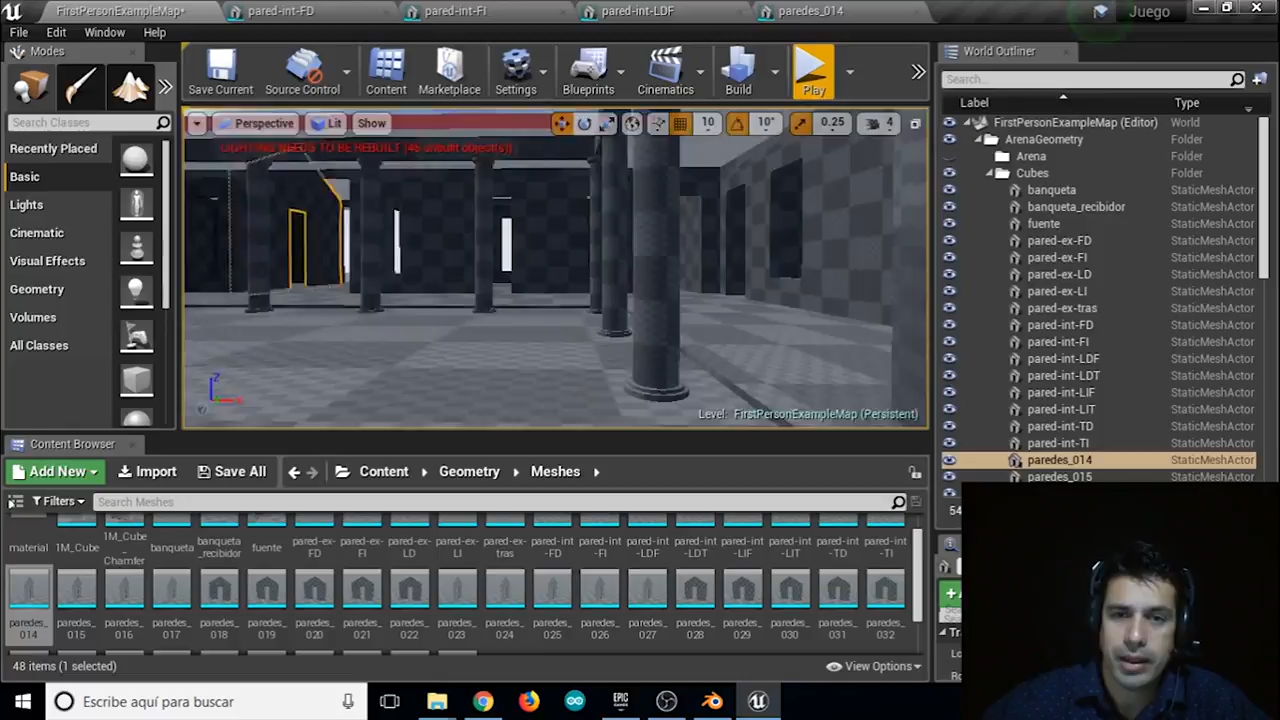 FirstPersonExampleMap*
pared-int-FD
pared-int-FI
pared-int-LDF
paredes_014
Juego
File Edit Window Help
Modes
World Outliner
Save Current
Source Control
Content
Marketplace
Settings
Blueprints
Cinematics
Build
Play
Search...
Label
Type
Search Classes
Perspective
Lit
Show
10
10°
0.25
4
LIGHTING NEEDS TO BE REBUILT (46 unbuilt object(s))
Recently Placed
Basic
Lights
Cinematic
Visual Effects
Geometry
Volumes
All Classes
Level: FirstPersonExampleMap (Persistent)
Z
FirstPersonExampleMap (Editor) World
ArenaGeometry Folder
Arena Folder
Cubes Folder
banqueta StaticMeshActor
banqueta_recibidor StaticMeshActor
fuente StaticMeshActor
pared-ex-FD StaticMeshActor
pared-ex-FI StaticMeshActor
pared-ex-LD StaticMeshActor
pared-ex-LI StaticMeshActor
pared-ex-tras StaticMeshActor
pared-int-FD StaticMeshActor
pared-int-FI StaticMeshActor
pared-int-LDF StaticMeshActor
pared-int-LDT StaticMeshActor
pared-int-LIF StaticMeshActor
pared-int-LIT StaticMeshActor
pared-int-TD StaticMeshActor
pared-int-TI StaticMeshActor
paredes_014 StaticMeshActor
paredes_015 StaticMeshActor
Content Browser
Add New
Import
Save All
Content
Geometry
Meshes
Filters
Search Meshes
material
1M_Cube
1M_Cube_Chamfer
banqueta
banqueta_recibidor
fuente
pared-ex-FD
pared-ex-FI
pared-ex-LD
pared-ex-LI
pared-ex-tras
pared-int-FD
pared-int-FI
pared-int-LDF
pared-int-LDT
pared-int-LIF
pared-int-LIT
pared-int-TD
pared-int-TI
paredes_014
paredes_015
paredes_016
paredes_017
paredes_018
paredes_019
paredes_020
paredes_021
paredes_022
paredes_023
paredes_024
paredes_025
paredes_026
paredes_027
paredes_028
paredes_029
paredes_030
paredes_031
paredes_032
48 items (1 selected)
View Options
Escribe aquí para buscar
EPIC GAMES